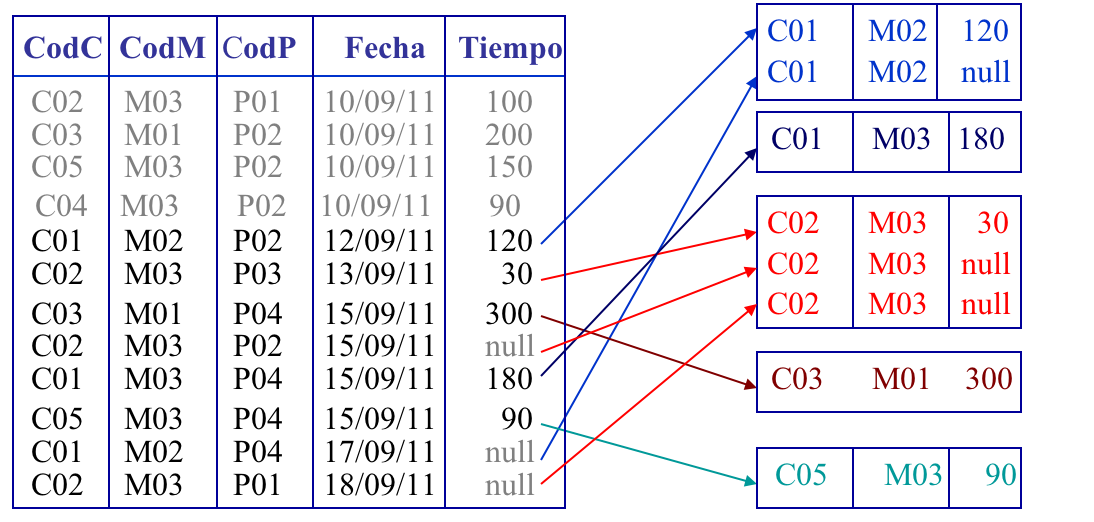 CodC CodM CodP Fecha Tiempo
C02 M03 P01 10/09/11 100
C03 M01 P02 10/09/11 200
C05 M03 P02 10/09/11 150
C04 M03 P02 10/09/11 90
C01 M02 P02 12/09/11 120
C02 M03 P03 13/09/11 30
C03 M01 P04 15/09/11 300
C02 M03 P02 15/09/11 null
C01 M03 P04 15/09/11 180
C05 M03 P04 15/09/11 90
C01 M02 P04 17/09/11 null
C02 M03 P01 18/09/11 null
C01 M02 120
C01 M02 null
C01 M03 180
C02 M03 30
C02 M03 null
C02 M03 null
C03 M01 300
C05 M03 90